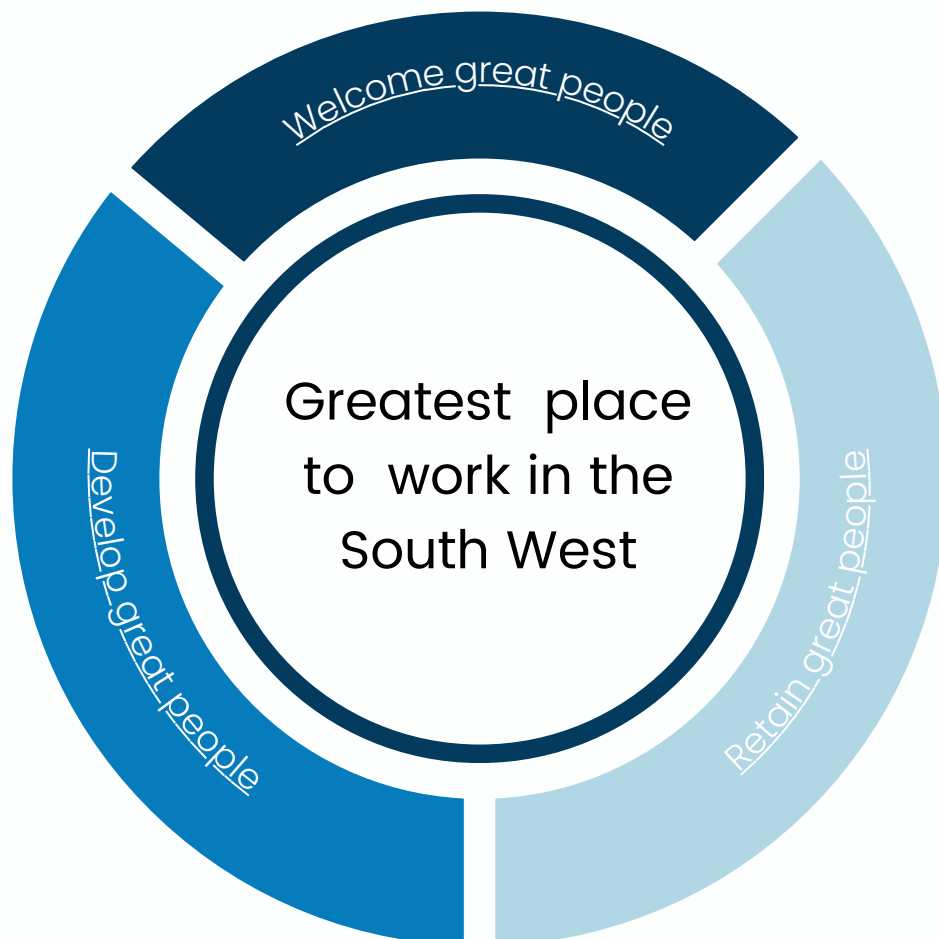 Welcome great people
Greatest place
to work in the
South West
Develop great people
Retain great people